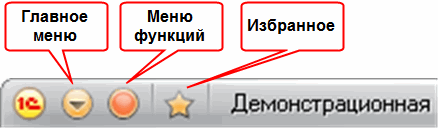 Главное
меню
Меню
функций
Избранное
1С
Демонстрационная